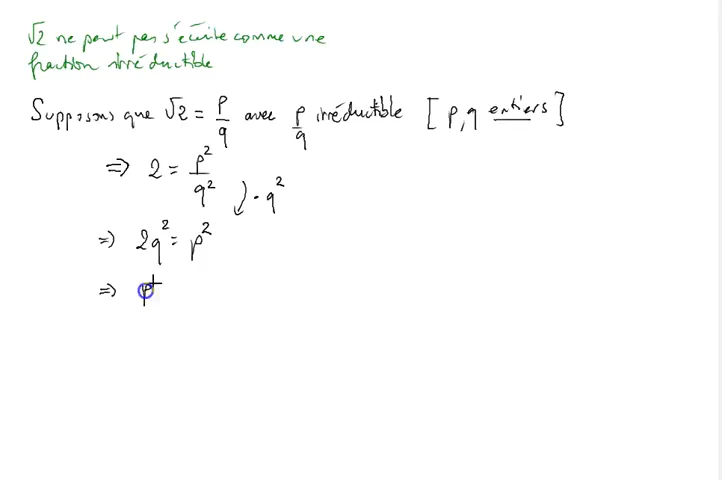 √2 ne peut pas s'écrire comme une
fraction irréductible
Supposons que √2 = p/q avec p/q irréductible [p, q entiers]
=> 2 = p²/q²
· q²
=> 2q² = p²
=> p